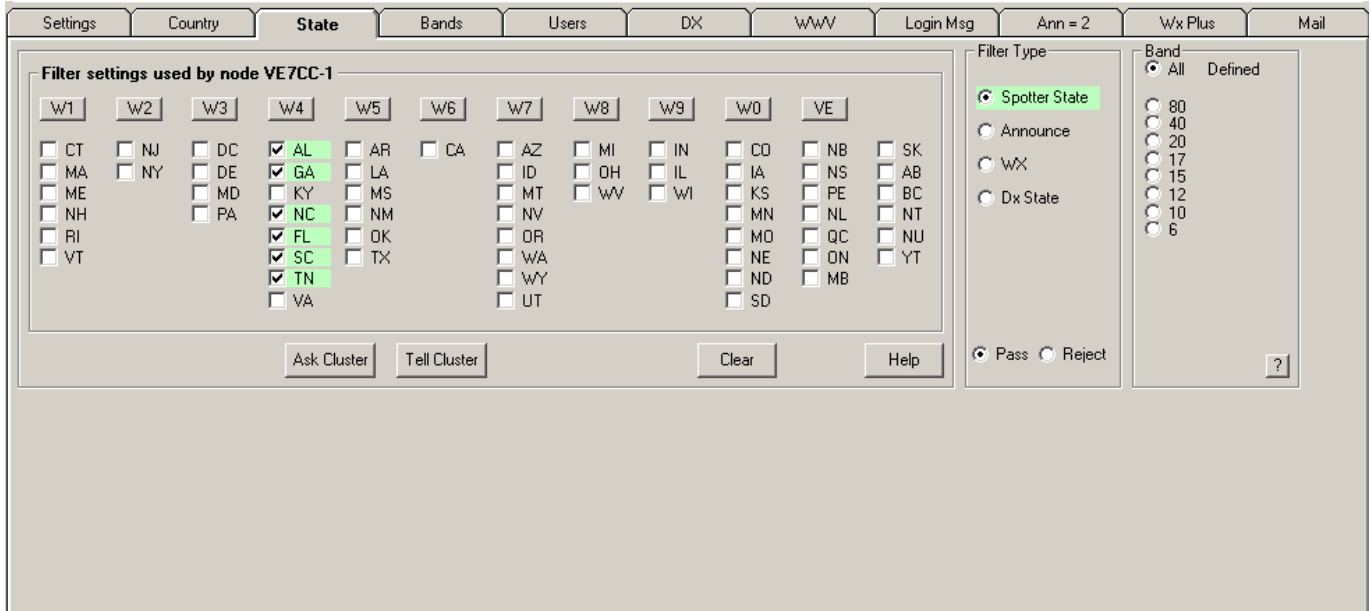 Settings Country State Bands Users DX WWV Login Msg Ann = 2 Wx Plus Mail
Filter settings used by node VE7CC-1
W1 W2 W3 W4 W5 W6 W7 W8 W9 W0 VE
CT NJ DC AL AR CA AZ MI IN CO NB SK
MA NY DE GA LA ID OH IL IA NS AB
ME MD KY MS MT WV WI KS PE BC
NH PA NC NM NV MN NL NT
RI FL OK OR MO QC NU
VT SC TX WA NE ON YT
TN WY ND MB
VA UT SD
Ask Cluster Tell Cluster Clear Help
Filter Type
Spotter State
Announce
WX
Dx State
Pass Reject
Band
All Defined
80
40
20
17
15
12
10
6
?